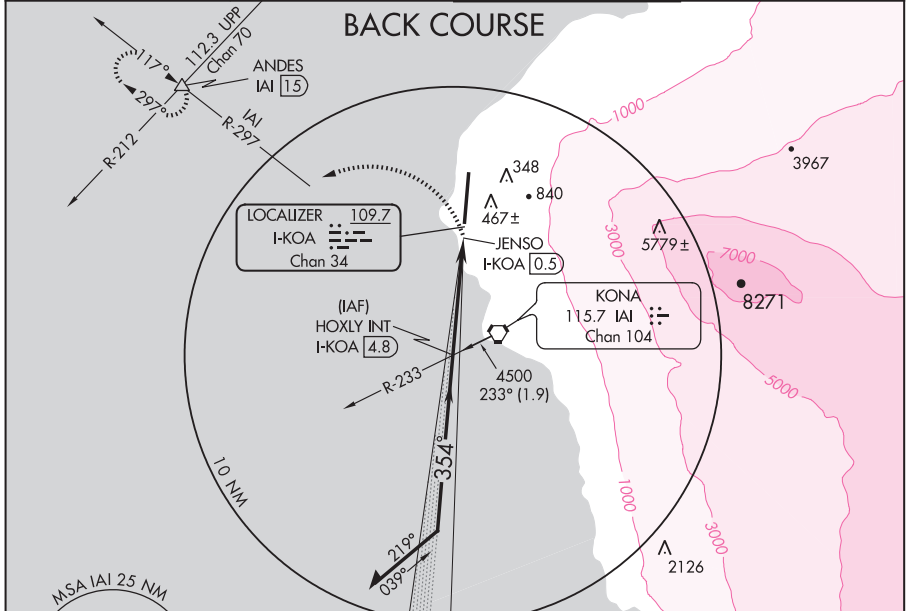 BACK COURSE
112.3 UPP
Chan 70
117°
297°
ANDES
IAI 15
IAI
R-297
R-212
1000
3967
348
840
467±
3000
5779±
7000
8271
LOCALIZER 109.7
I-KOA
Chan 34
JENSO
I-KOA 0.5
KONA
115.7 IAI
Chan 104
(IAF)
HOXLY INT
I-KOA 4.8
R-233
4500
233° (1.9)
5000
354°
10 NM
1000
3000
219°
039°
2126
MSA IAI 25 NM